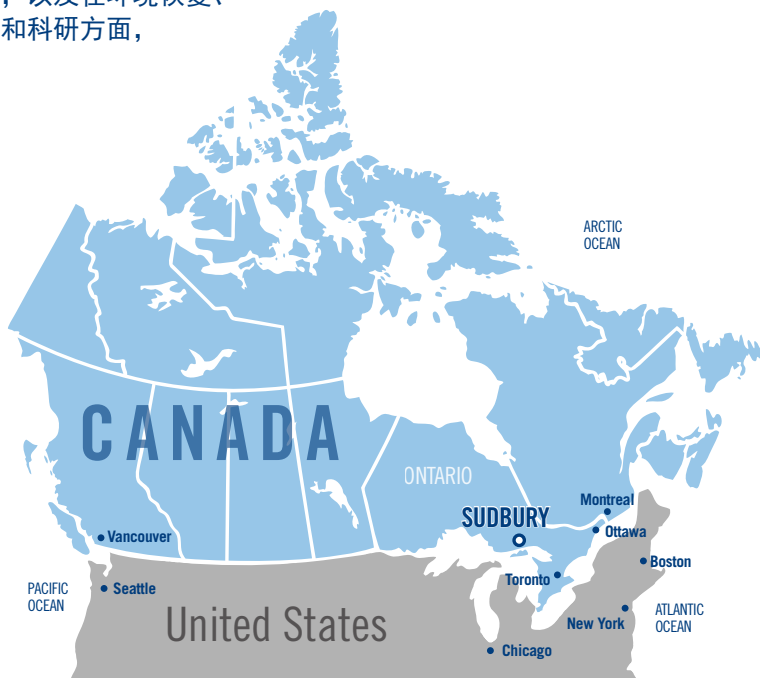 ，以及在环境恢复、
和科研方面，
ARCTIC
OCEAN
CANADA
ONTARIO
SUDBURY
Montreal
Ottawa
Vancouver
Boston
Toronto
PACIFIC
OCEAN
Seattle
United States
New York
ATLANTIC
OCEAN
Chicago